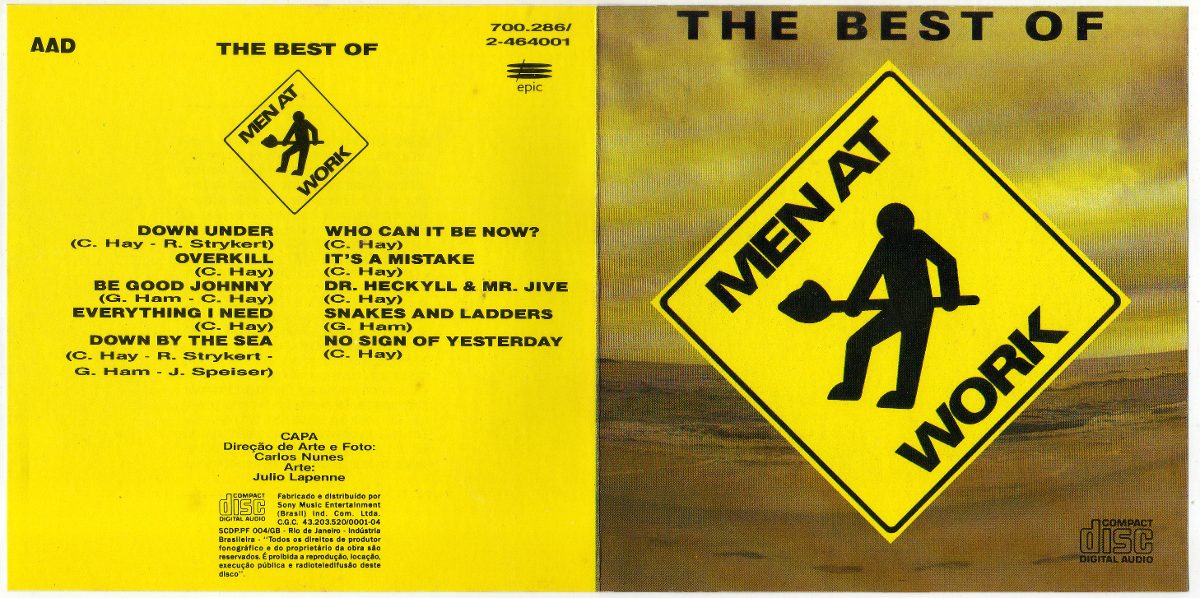 AAD
THE BEST OF
700.286/
2-464001
epic
MEN AT
WORK
DOWN UNDER
(C. Hay - R. Strykert)
OVERKILL
(C. Hay)
BE GOOD JOHNNY
(G. Ham - C. Hay)
EVERYTHING I NEED
(C. Hay)
DOWN BY THE SEA
(C. Hay - R. Strykert -
G. Ham - J. Speiser)
WHO CAN IT BE NOW?
(C. Hay)
IT'S A MISTAKE
(C. Hay)
DR. HECKYLL & MR. JIVE
(C. Hay)
SNAKES AND LADDERS
(G. Ham)
NO SIGN OF YESTERDAY
(C. Hay)
CAPA
Direção de Arte e Foto:
Carlos Nunes
Arte:
Julio Lapenne
COMPACT
disc
DIGITAL AUDIO
Fabricado e distribuído por
Sony Music Entertainment
(Brasil) Ind. Com. Ltda.
C.G.C. 43.203.520/0001-04
SCDP.PF 004/GB - Rio de Janeiro - Indústria
Brasileira - "Todos os direitos de produtor
fonográfico e do proprietário da obra são
reservados. É proibida a reprodução, locação,
execução pública e radioteledifusão deste
disco".
THE BEST OF
MEN AT
WORK
COMPACT
disc
DIGITAL AUDIO